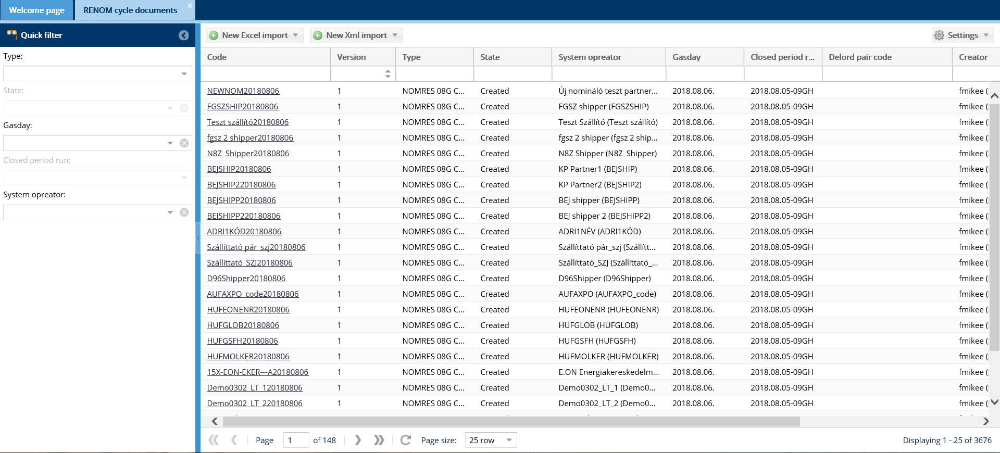 Welcome page RENOM cycle documents
Quick filter
Type:
State:
Gasday:
Closed period run:
System opreator:
New Excel import New Xml import Settings
Code Version Type State System opreator Gasday Closed period r... Delord pair code Creator
NEWNOM20180806 1 NOMRES 08G C... Created Új nomináló teszt partner... 2018.08.06. 2018.08.05-09GH fmikee (
FGSZSHIP20180806 1 NOMRES 08G C... Created FGSZ shipper (FGSZSHIP) 2018.08.06. 2018.08.05-09GH fmikee (
Teszt szállító20180806 1 NOMRES 08G C... Created Teszt Szállító (Teszt szállító) 2018.08.06. 2018.08.05-09GH fmikee (
fgsz 2 shipper20180806 1 NOMRES 08G C... Created fgsz 2 shipper (fgsz 2 ship... 2018.08.06. 2018.08.05-09GH fmikee (
N8Z_Shipper20180806 1 NOMRES 08G C... Created N8Z Shipper (N8Z_Shipper) 2018.08.06. 2018.08.05-09GH fmikee (
BEJSHIP20180806 1 NOMRES 08G C... Created KP Partner1 (BEJSHIP) 2018.08.06. 2018.08.05-09GH fmikee (
BEJSHIP220180806 1 NOMRES 08G C... Created KP Partner2 (BEJSHIP2) 2018.08.06. 2018.08.05-09GH fmikee (
BEJSHIPP20180806 1 NOMRES 08G C... Created BEJ shipper (BEJSHIPP) 2018.08.06. 2018.08.05-09GH fmikee (
BEJSHIPP220180806 1 NOMRES 08G C... Created BEJ shipper 2 (BEJSHIPP2) 2018.08.06. 2018.08.05-09GH fmikee (
ADRI1KÓD20180806 1 NOMRES 08G C... Created ADRI1NÉV (ADRI1KÓD) 2018.08.06. 2018.08.05-09GH fmikee (
Szállíttató pár_szj20180806 1 NOMRES 08G C... Created Szállíttató pár_szj (Szállítt... 2018.08.06. 2018.08.05-09GH fmikee (
Szállíttató_SZJ20180806 1 NOMRES 08G C... Created Szállíttató_SZJ (Szállíttató_... 2018.08.06. 2018.08.05-09GH fmikee (
D96Shipper20180806 1 NOMRES 08G C... Created D96Shipper (D96Shipper) 2018.08.06. 2018.08.05-09GH fmikee (
AUFAXPO_code20180806 1 NOMRES 08G C... Created AUFAXPO (AUFAXPO_code) 2018.08.06. 2018.08.05-09GH fmikee (
HUFEONENR20180806 1 NOMRES 08G C... Created HUFEONENR (HUFEONENR) 2018.08.06. 2018.08.05-09GH fmikee (
HUFGLOB20180806 1 NOMRES 08G C... Created HUFGLOB (HUFGLOB) 2018.08.06. 2018.08.05-09GH fmikee (
HUFGSFH20180806 1 NOMRES 08G C... Created HUFGSFH (HUFGSFH) 2018.08.06. 2018.08.05-09GH fmikee (
HUFMOLKER20180806 1 NOMRES 08G C... Created HUFMOLKER (HUFMOLKER) 2018.08.06. 2018.08.05-09GH fmikee (
15X-EON-EKER---A20180806 1 NOMRES 08G C... Created E.ON Energiakereskedelm... 2018.08.06. 2018.08.05-09GH fmikee (
Demo0302_LT_120180806 1 NOMRES 08G C... Created Demo0302_LT_1 (Demo0... 2018.08.06. 2018.08.05-09GH fmikee (
Demo0302_LT_220180806 1 NOMRES 08G C... Created Demo0302_LT_2 (Demo0... 2018.08.06. 2018.08.05-09GH fmikee (
Page 1 of 148 Page size: 25 row Displaying 1 - 25 of 3676